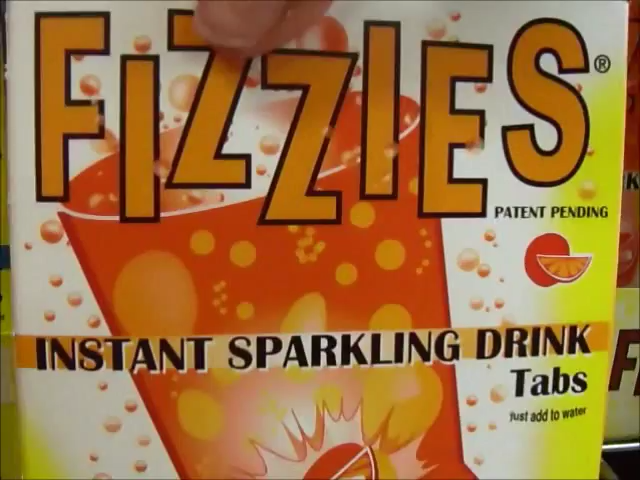 FIZZIES®
PATENT PENDING
INSTANT SPARKLING DRINK
Tabs
just add to water